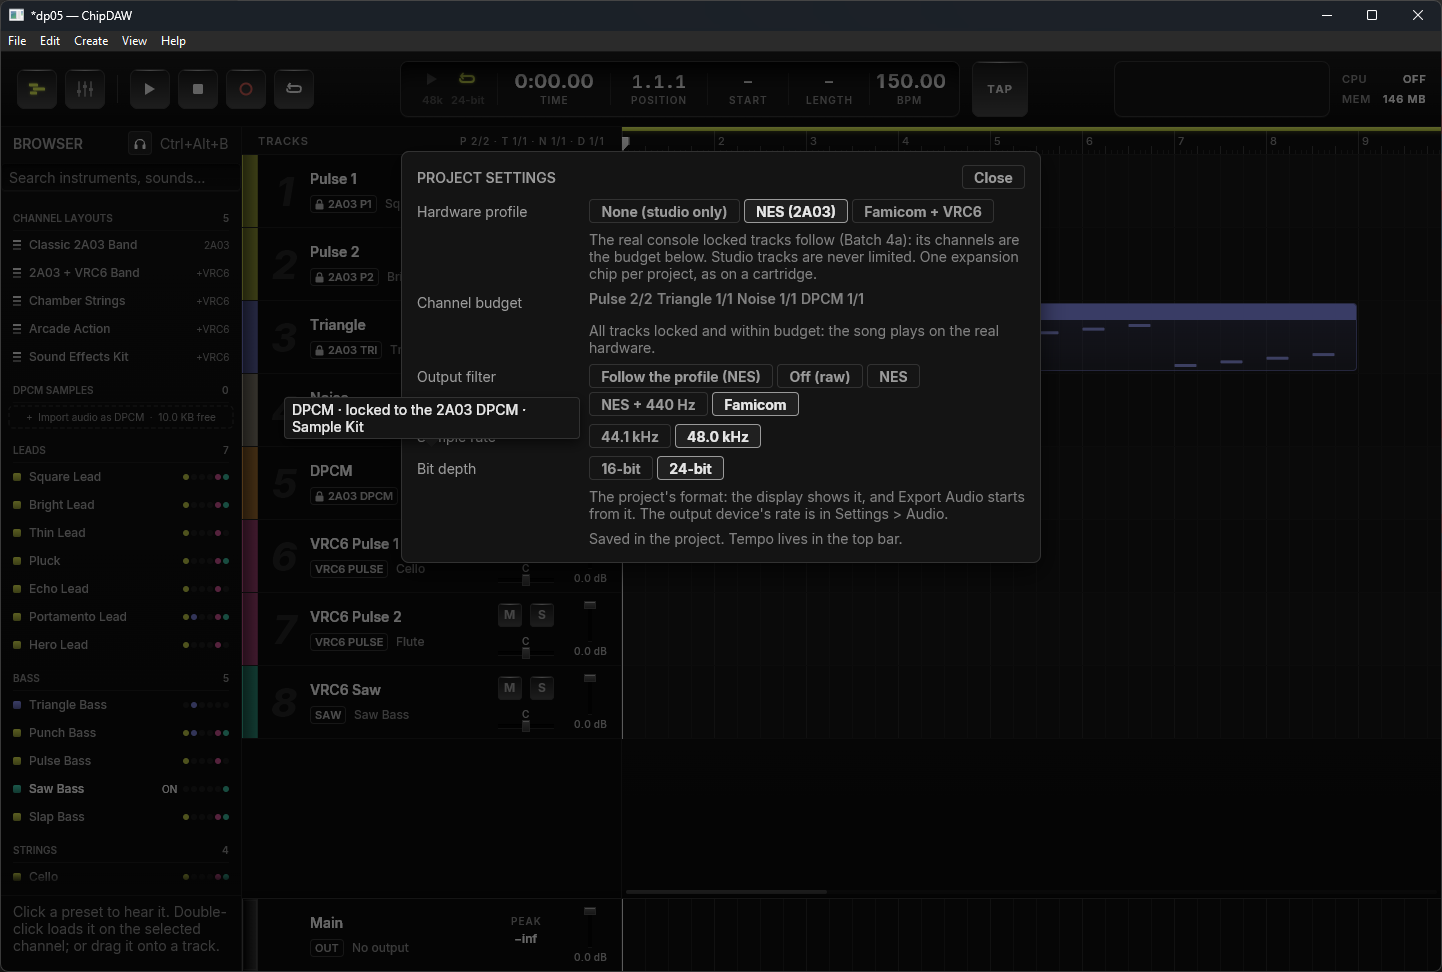 *dp05 — ChipDAW
File Edit Create View Help
48k 24-bit
0:00.00
TIME
1.1.1
POSITION
–
START
–
LENGTH
150.00
BPM
TAP
CPU OFF
MEM 146 MB
BROWSER Ctrl+Alt+B
Search instruments, sounds...
CHANNEL LAYOUTS 5
Classic 2A03 Band 2A03
2A03 + VRC6 Band +VRC6
Chamber Strings +VRC6
Arcade Action +VRC6
Sound Effects Kit +VRC6
DPCM SAMPLES 0
+ Import audio as DPCM · 10.0 KB free
LEADS 7
Square Lead
Bright Lead
Thin Lead
Pluck
Echo Lead
Portamento Lead
Hero Lead
BASS 5
Triangle Bass
Punch Bass
Pulse Bass
Saw Bass ON
Slap Bass
STRINGS 4
Cello
Click a preset to hear it. Double-
click loads it on the selected
channel; or drag it onto a track.
TRACKS P 2/2 · T 1/1 · N 1/1 · D 1/1
2 3 4 5 6 7 8 9
1 Pulse 1
2A03 P1
2 Pulse 2
2A03 P2
3 Triangle
2A03 TRI
Noise
DPCM · locked to the 2A03 DPCM ·
Sample Kit
5 DPCM
2A03 DPCM
6 VRC6 Pulse 1
VRC6 PULSE Cello
C
0.0 dB
7 VRC6 Pulse 2 M S
VRC6 PULSE Flute
C
0.0 dB
8 VRC6 Saw M S
SAW Saw Bass
C
0.0 dB
Main PEAK
OUT No output –inf
0.0 dB
PROJECT SETTINGS Close
Hardware profile None (studio only) NES (2A03) Famicom + VRC6
The real console locked tracks follow (Batch 4a): its channels are
the budget below. Studio tracks are never limited. One expansion
chip per project, as on a cartridge.
Channel budget Pulse 2/2 Triangle 1/1 Noise 1/1 DPCM 1/1
All tracks locked and within budget: the song plays on the real
hardware.
Output filter Follow the profile (NES) Off (raw) NES
NES + 440 Hz Famicom
44.1 kHz 48.0 kHz
Bit depth 16-bit 24-bit
The project's format: the display shows it, and Export Audio starts
from it. The output device's rate is in Settings > Audio.
Saved in the project. Tempo lives in the top bar.